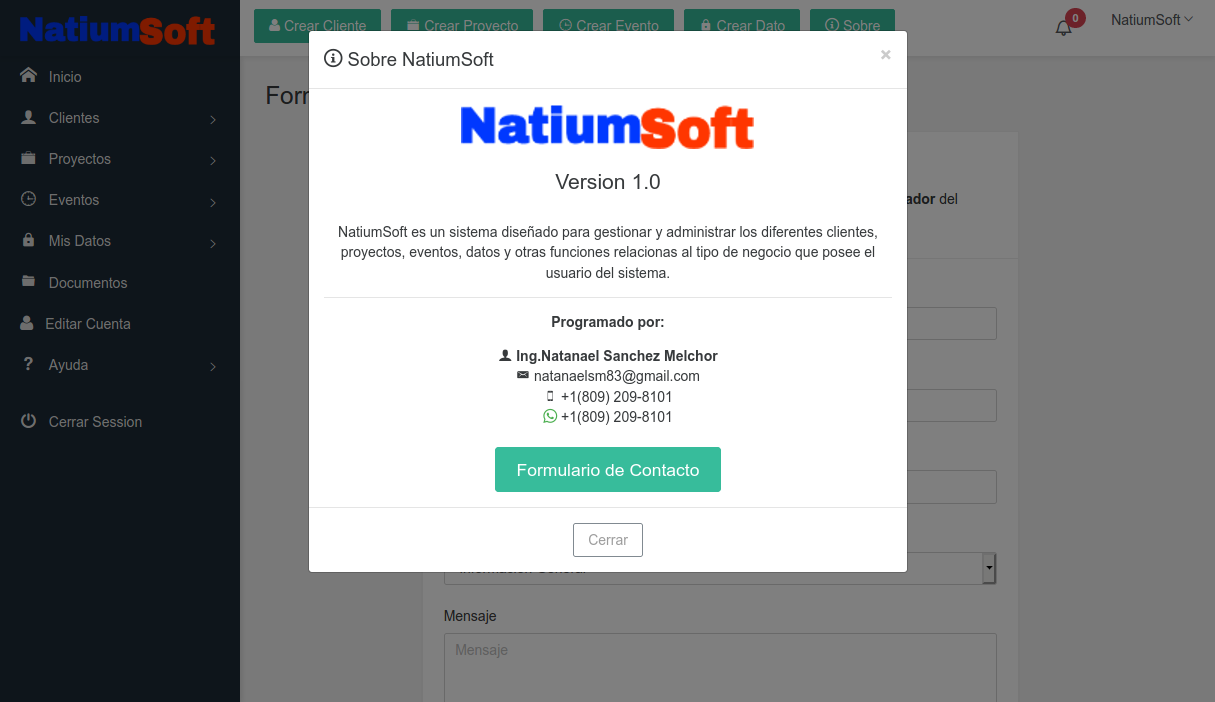 NatiumSoft
Crear Cliente
Crear Proyecto
Crear Evento
Crear Dato
Sobre
0
NatiumSoft
Inicio
Clientes
Proyectos
Eventos
Mis Datos
Documentos
Editar Cuenta
Ayuda
Cerrar Session
Sobre NatiumSoft
×
NatiumSoft
Version 1.0
NatiumSoft es un sistema diseñado para gestionar y administrar los diferentes clientes,
proyectos, eventos, datos y otras funciones relacionas al tipo de negocio que posee el
usuario del sistema.
Programado por:
Ing.Natanael Sanchez Melchor
natanaelsm83@gmail.com
+1(809) 209-8101
+1(809) 209-8101
Formulario de Contacto
Cerrar
del
Mensaje
Mensaje